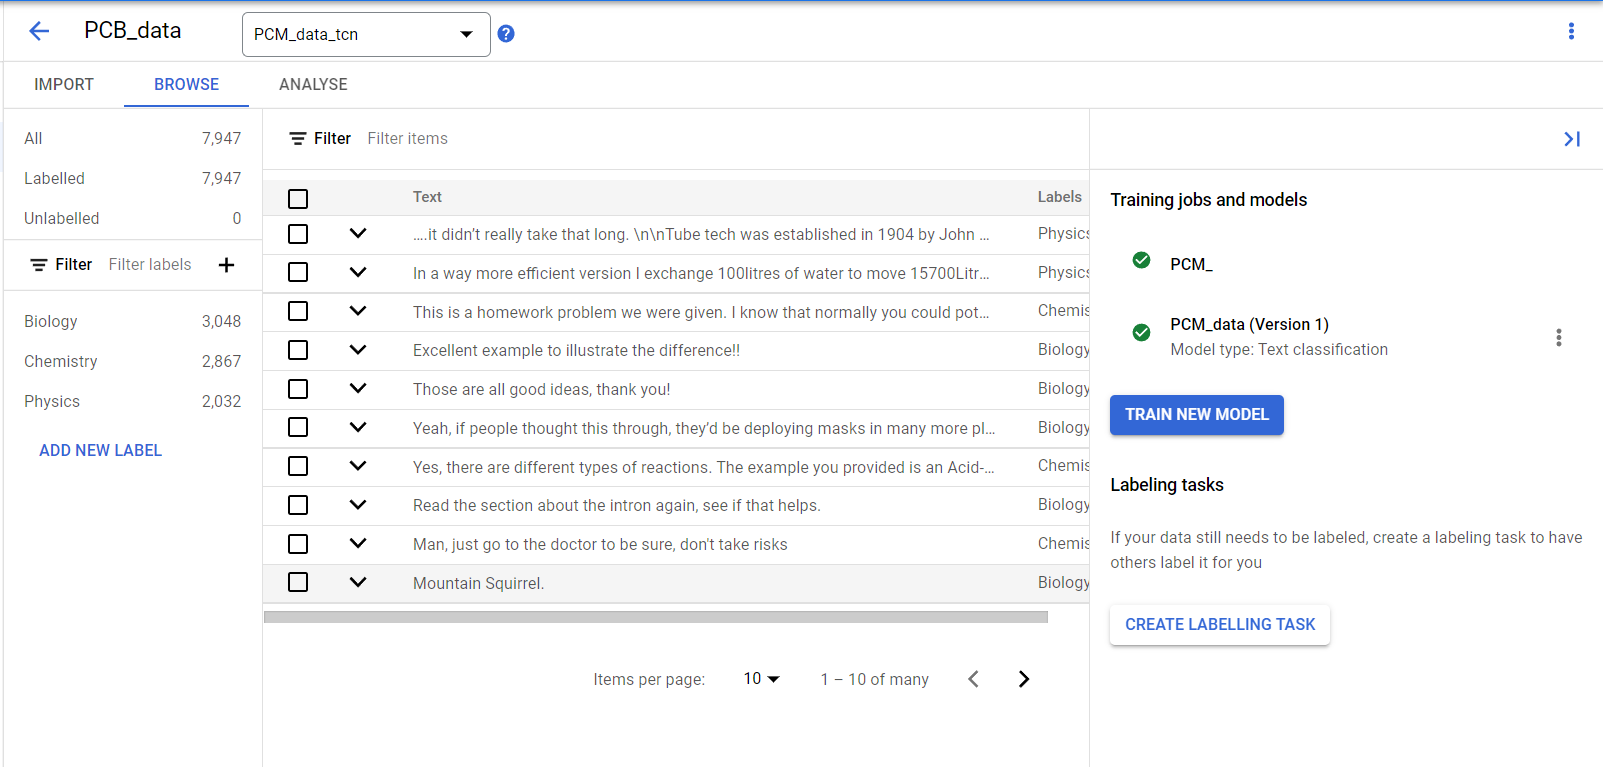 PCB_data
PCM_data_tcn
IMPORT
BROWSE
ANALYSE
All 7,947
Labelled 7,947
Unlabelled 0
Filter Filter labels
Biology 3,048
Chemistry 2,867
Physics 2,032
ADD NEW LABEL
Filter Filter items
Text Labels
....it didn’t really take that long. \n\nTube tech was established in 1904 by John ... Physics
In a way more efficient version I exchange 100litres of water to move 15700Litr... Physics
This is a homework problem we were given. I know that normally you could pot... Chemis
Excellent example to illustrate the difference!! Biology
Those are all good ideas, thank you! Biology
Yeah, if people thought this through, they’d be deploying masks in many more pl... Biology
Yes, there are different types of reactions. The example you provided is an Acid-... Chemis
Read the section about the intron again, see if that helps. Biology
Man, just go to the doctor to be sure, don't take risks Chemis
Mountain Squirrel. Biology
Items per page: 10 1 – 10 of many
Training jobs and models
PCM_
PCM_data (Version 1)
Model type: Text classification
TRAIN NEW MODEL
Labeling tasks
If your data still needs to be labeled, create a labeling task to have
others label it for you
CREATE LABELLING TASK